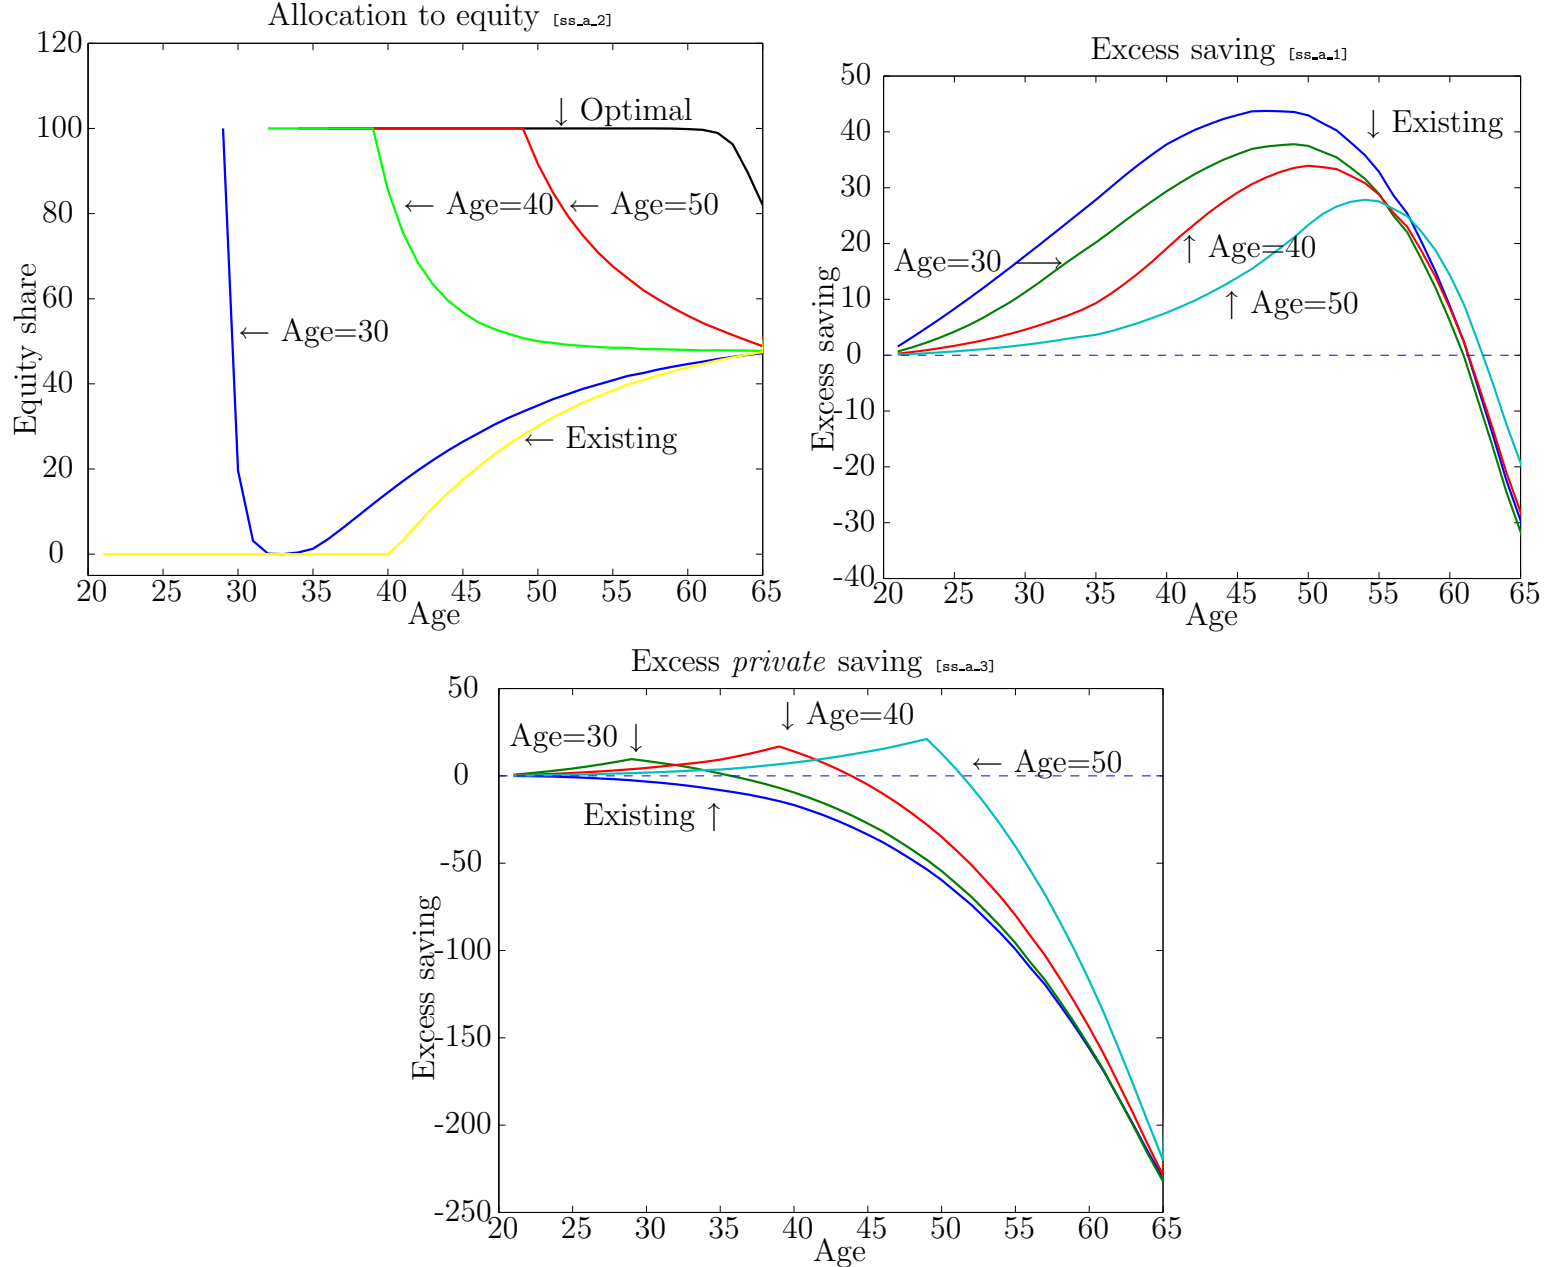 Allocation to equity [ss_a_2]
120
100
80
60
40
20
0
Equity share
↓ Optimal
← Age=40
← Age=50
← Age=30
← Existing
20 25 30 35 40 45 50 55 60 65
Age
Excess saving [ss_a_1]
50
40
30
20
10
0
-10
-20
-30
-40
Excess saving
↓ Existing
Age=30 →
↑ Age=40
↑ Age=50
20 25 30 35 40 45 50 55 60 65
Age
Excess private saving [ss_a_3]
50
0
-50
-100
-150
-200
-250
Excess saving
↓ Age=40
Age=30 ↓
← Age=50
Existing ↑
20 25 30 35 40 45 50 55 60 65
Age